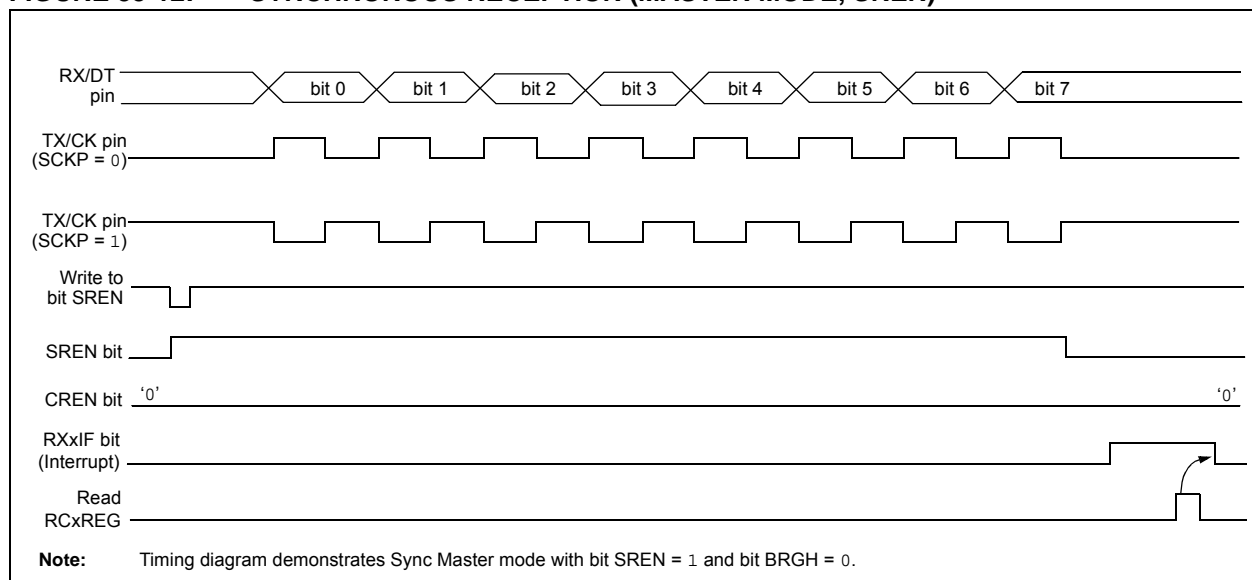 RX/DT
pin
bit 0 bit 1 bit 2 bit 3 bit 4 bit 5 bit 6 bit 7
TX/CK pin
(SCKP = 0)
TX/CK pin
(SCKP = 1)
Write to
bit SREN
SREN bit
CREN bit ‘0’ ‘0’
RXxIF bit
(Interrupt)
Read
RCxREG
Note: Timing diagram demonstrates Sync Master mode with bit SREN = 1 and bit BRGH = 0.